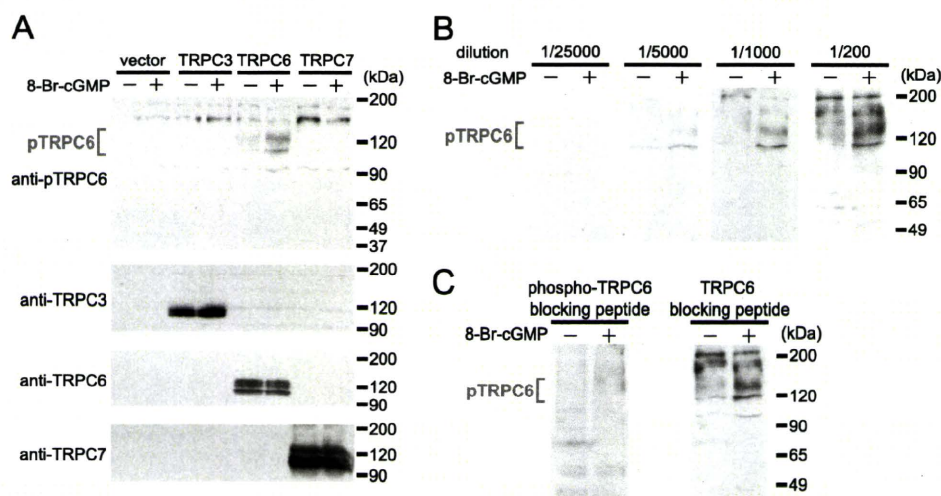 A
vector TRPC3 TRPC6 TRPC7
8-Br-cGMP − + − + − + − + (kDa)
200
pTRPC6 120
anti-pTRPC6 90
65
49
37
200
anti-TRPC3 120
90
200
anti-TRPC6 120
90
200
anti-TRPC7 120
90
B
dilution 1/25000 1/5000 1/1000 1/200
8-Br-cGMP − + − + − + − + (kDa)
200
pTRPC6 120
90
65
49
C
phospho-TRPC6 blocking peptide
TRPC6 blocking peptide
8-Br-cGMP − + − + (kDa)
200
pTRPC6 120
90
65
49